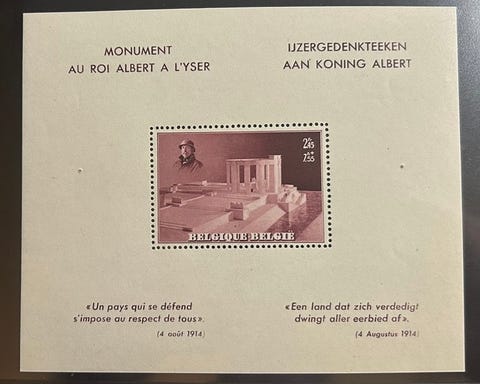 MONUMENT
AU ROI ALBERT A L'YSER
IJZERGEDENKTEEKEN
AAN KONING ALBERT
2F45
+
7F55
BELGIQUE-BELGIË
«Un pays qui se défend
s'impose au respect de tous».
(4 août 1914)
«Een land dat zich verdedigt
dwingt aller eerbied af».
(4 Augustus 1914)